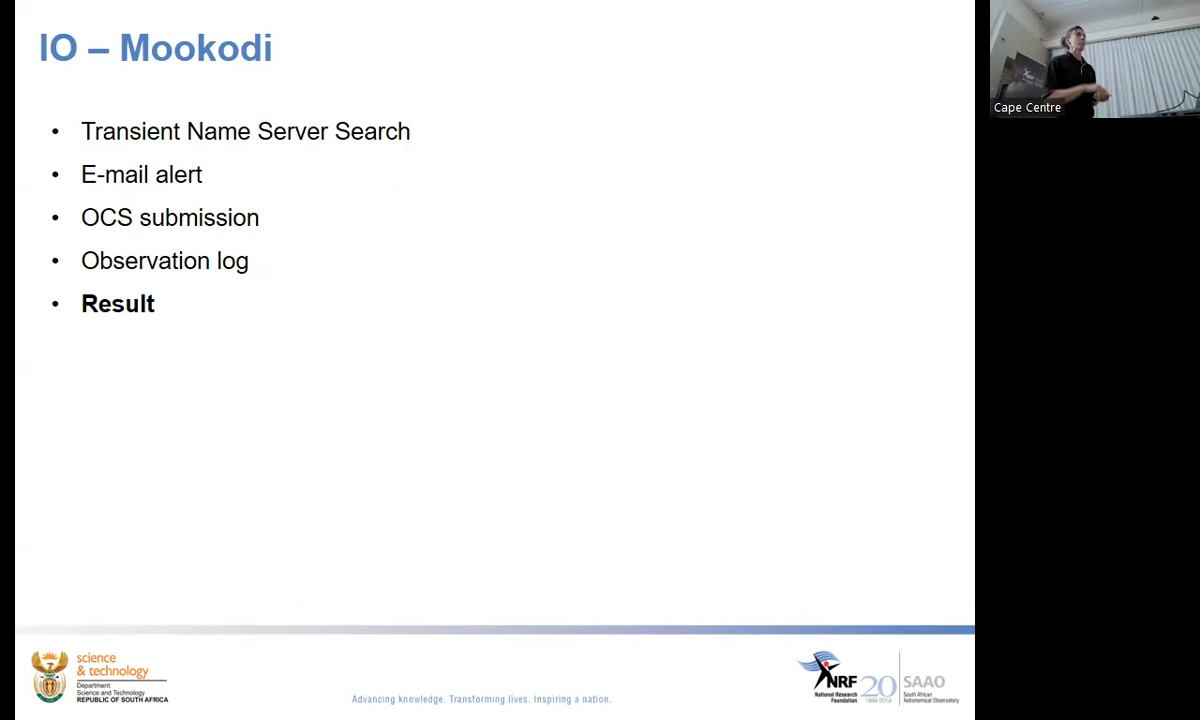 IO – Mookodi
• Transient Name Server Search
• E-mail alert
• OCS submission
• Observation log
• Result
Cape Centre
science
& technology
Department:
Science and Technology
REPUBLIC OF SOUTH AFRICA
Advancing knowledge. Transforming lives. Inspiring a nation.
NRF
National Research
Foundation
20
SAAO
South African
Astronomical Observatory